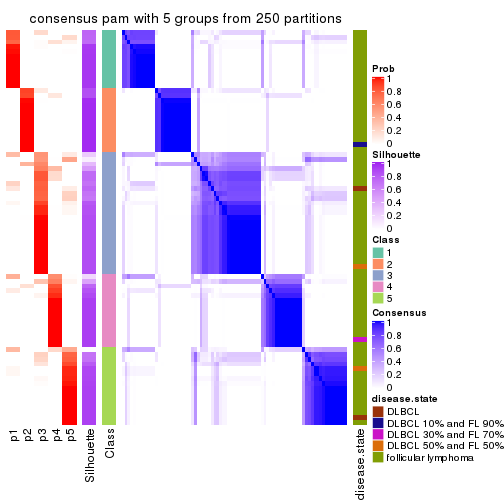 consensus pam with 5 groups from 250 partitions
p1
p2
p3
p4
p5
Silhouette
Class
disease.state
Prob
1
0.8
0.6
0.4
0.2
0
Silhouette
1
0.8
0.6
0.4
0.2
0
Class
1
2
3
4
5
Consensus
1
0.8
0.6
0.4
0.2
0
disease.state
DLBCL
DLBCL 10% and FL 90%
DLBCL 30% and FL 70%
DLBCL 50% and FL 50%
follicular lymphoma